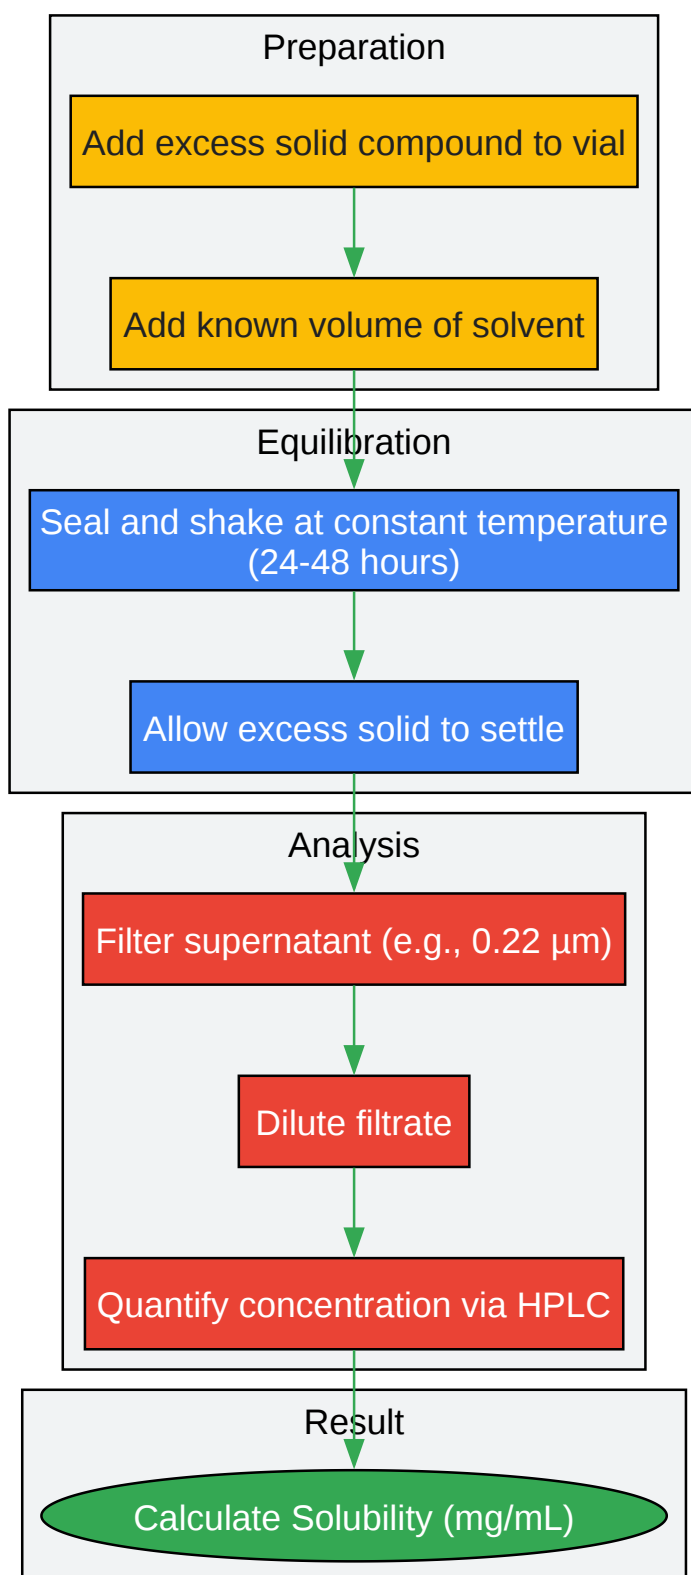 Preparation
Add excess solid compound to vial
Add known volume of solvent
Equilibration
Seal and shake at constant temperature
(24-48 hours)
Allow excess solid to settle
Analysis
Filter supernatant (e.g., 0.22 µm)
Dilute filtrate
Quantify concentration via HPLC
Result
Calculate Solubility (mg/mL)